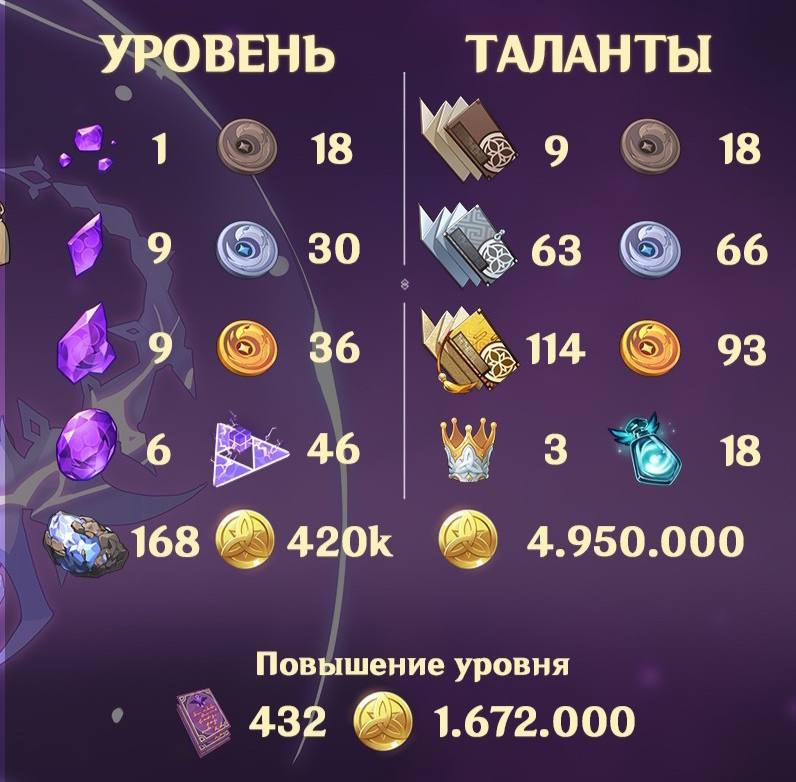 УРОВЕНЬ ТАЛАНТЫ
1 18 9 18
9 30 63 66
9 36 114 93
6 46 3 18
168 420k 4.950.000
Повышение уровня
432 1.672.000